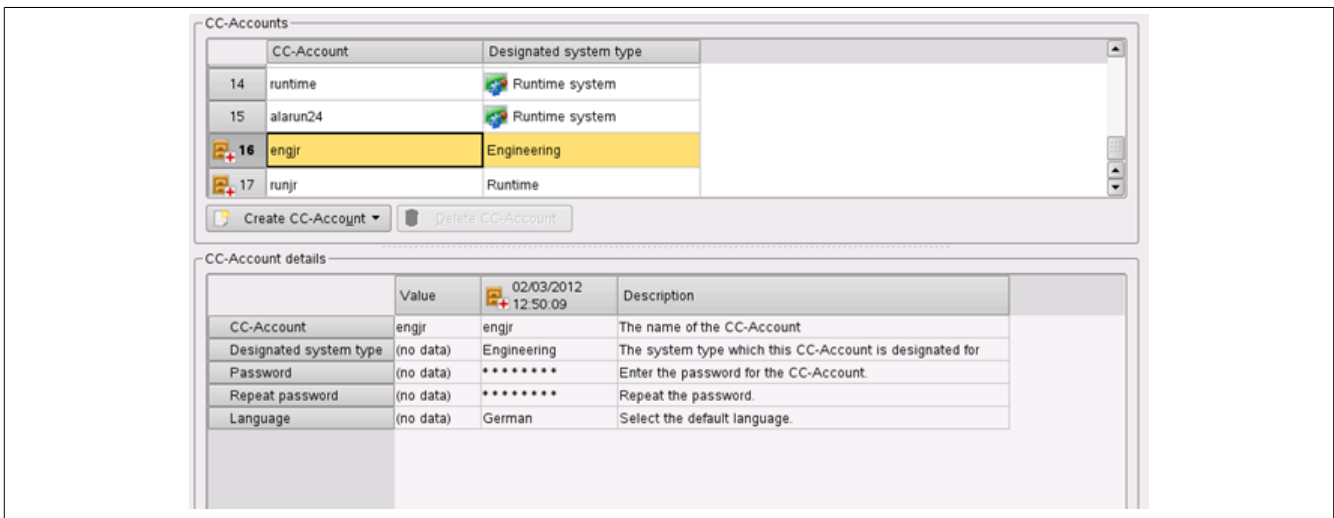 CC-Accounts
CC-Account Designated system type
14 runtime Runtime system
15 alarun24 Runtime system
16 engjr Engineering
17 runjr Runtime
Create CC-Account Delete CC-Account
CC-Account details
Value 02/03/2012 12:50:09 Description
CC-Account engjr engjr The name of the CC-Account
Designated system type (no data) Engineering The system type which this CC-Account is designated for
Password (no data) ******** Enter the password for the CC-Account.
Repeat password (no data) ******** Repeat the password.
Language (no data) German Select the default language.